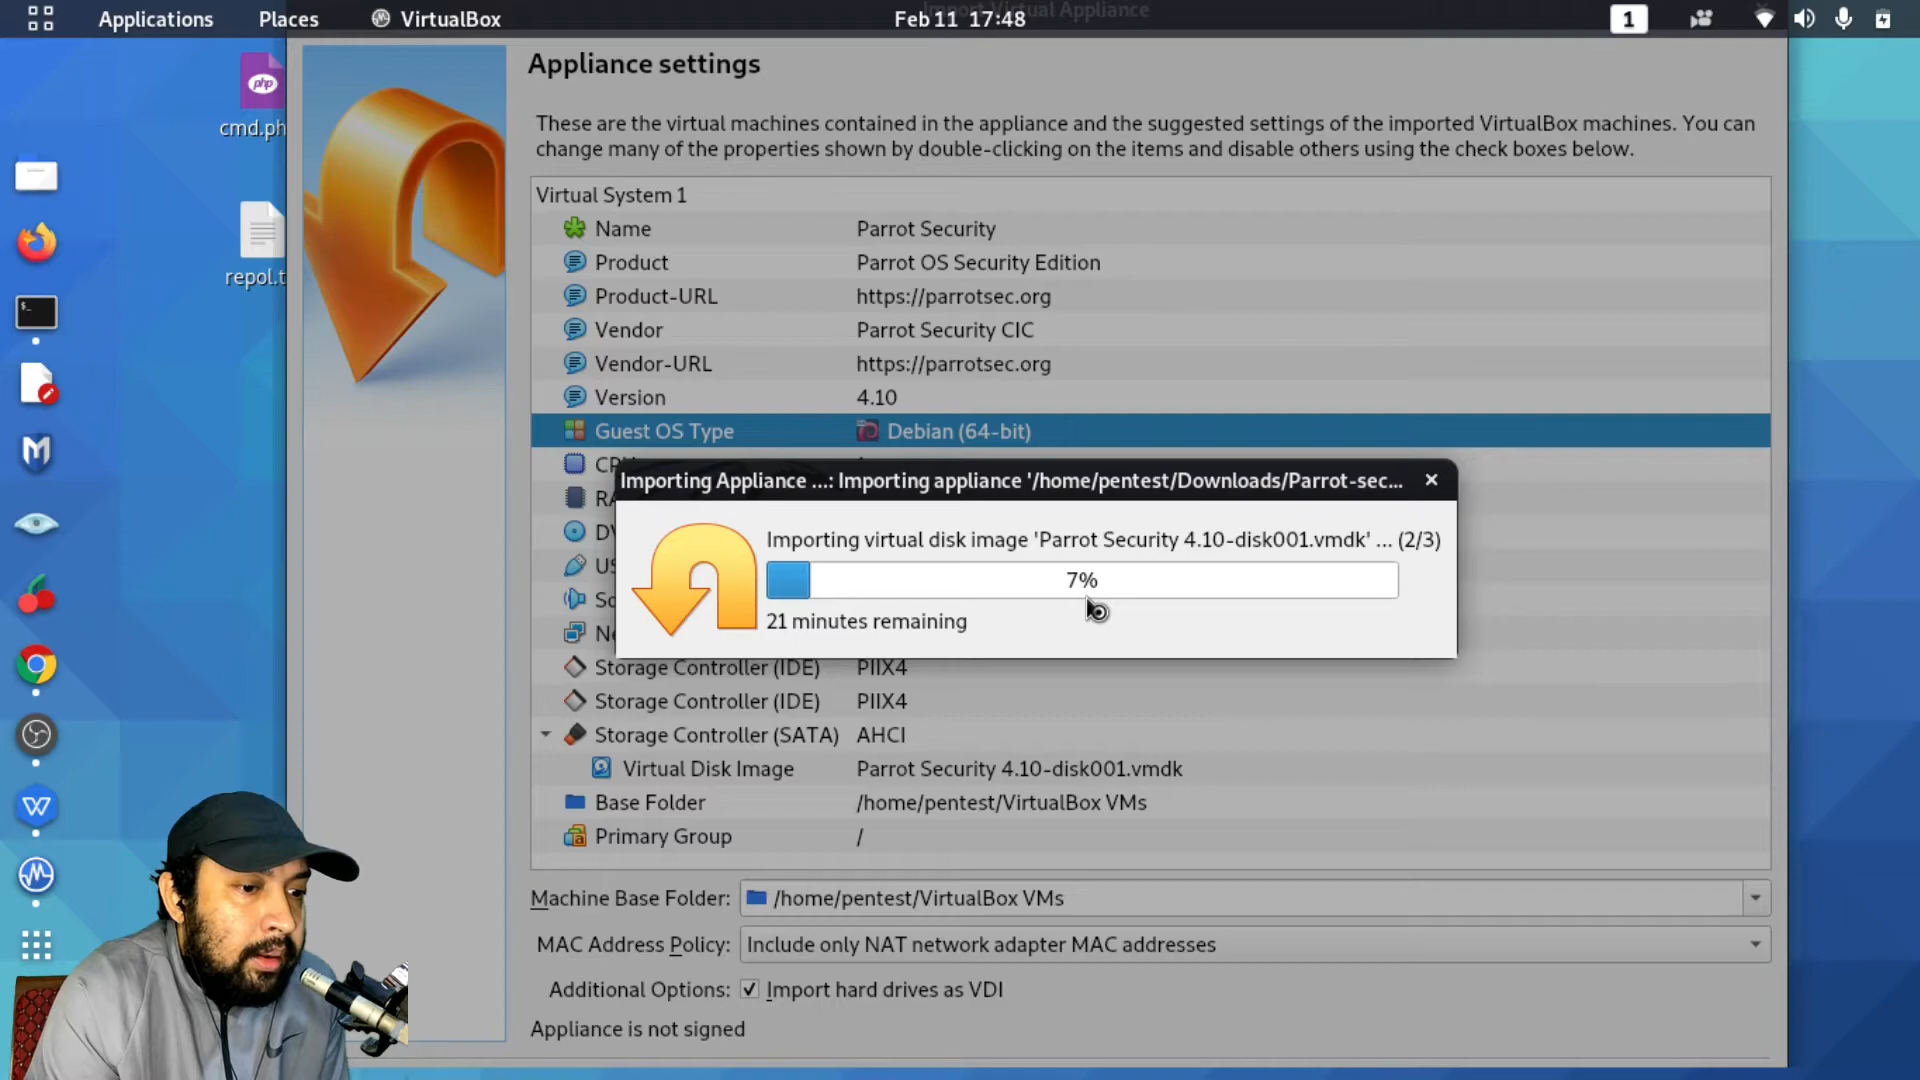 Applications Places VirtualBox Feb 11 17:48 1
Import Virtual Appliance
php
cmd.ph
repol.t
Appliance settings
These are the virtual machines contained in the appliance and the suggested settings of the imported VirtualBox machines. You can
change many of the properties shown by double-clicking on the items and disable others using the check boxes below.
Virtual System 1
Name Parrot Security
Product Parrot OS Security Edition
Product-URL https://parrotsec.org
Vendor Parrot Security CIC
Vendor-URL https://parrotsec.org
Version 4.10
Guest OS Type Debian (64-bit)
Importing Appliance ...: Importing appliance '/home/pentest/Downloads/Parrot-sec...
Importing virtual disk image 'Parrot Security 4.10-disk001.vmdk' ... (2/3)
7%
21 minutes remaining
Storage Controller (IDE) PIIX4
Storage Controller (IDE) PIIX4
Storage Controller (SATA) AHCI
Virtual Disk Image Parrot Security 4.10-disk001.vmdk
Base Folder /home/pentest/VirtualBox VMs
Primary Group /
Machine Base Folder: /home/pentest/VirtualBox VMs
MAC Address Policy: Include only NAT network adapter MAC addresses
Additional Options: Import hard drives as VDI
Appliance is not signed